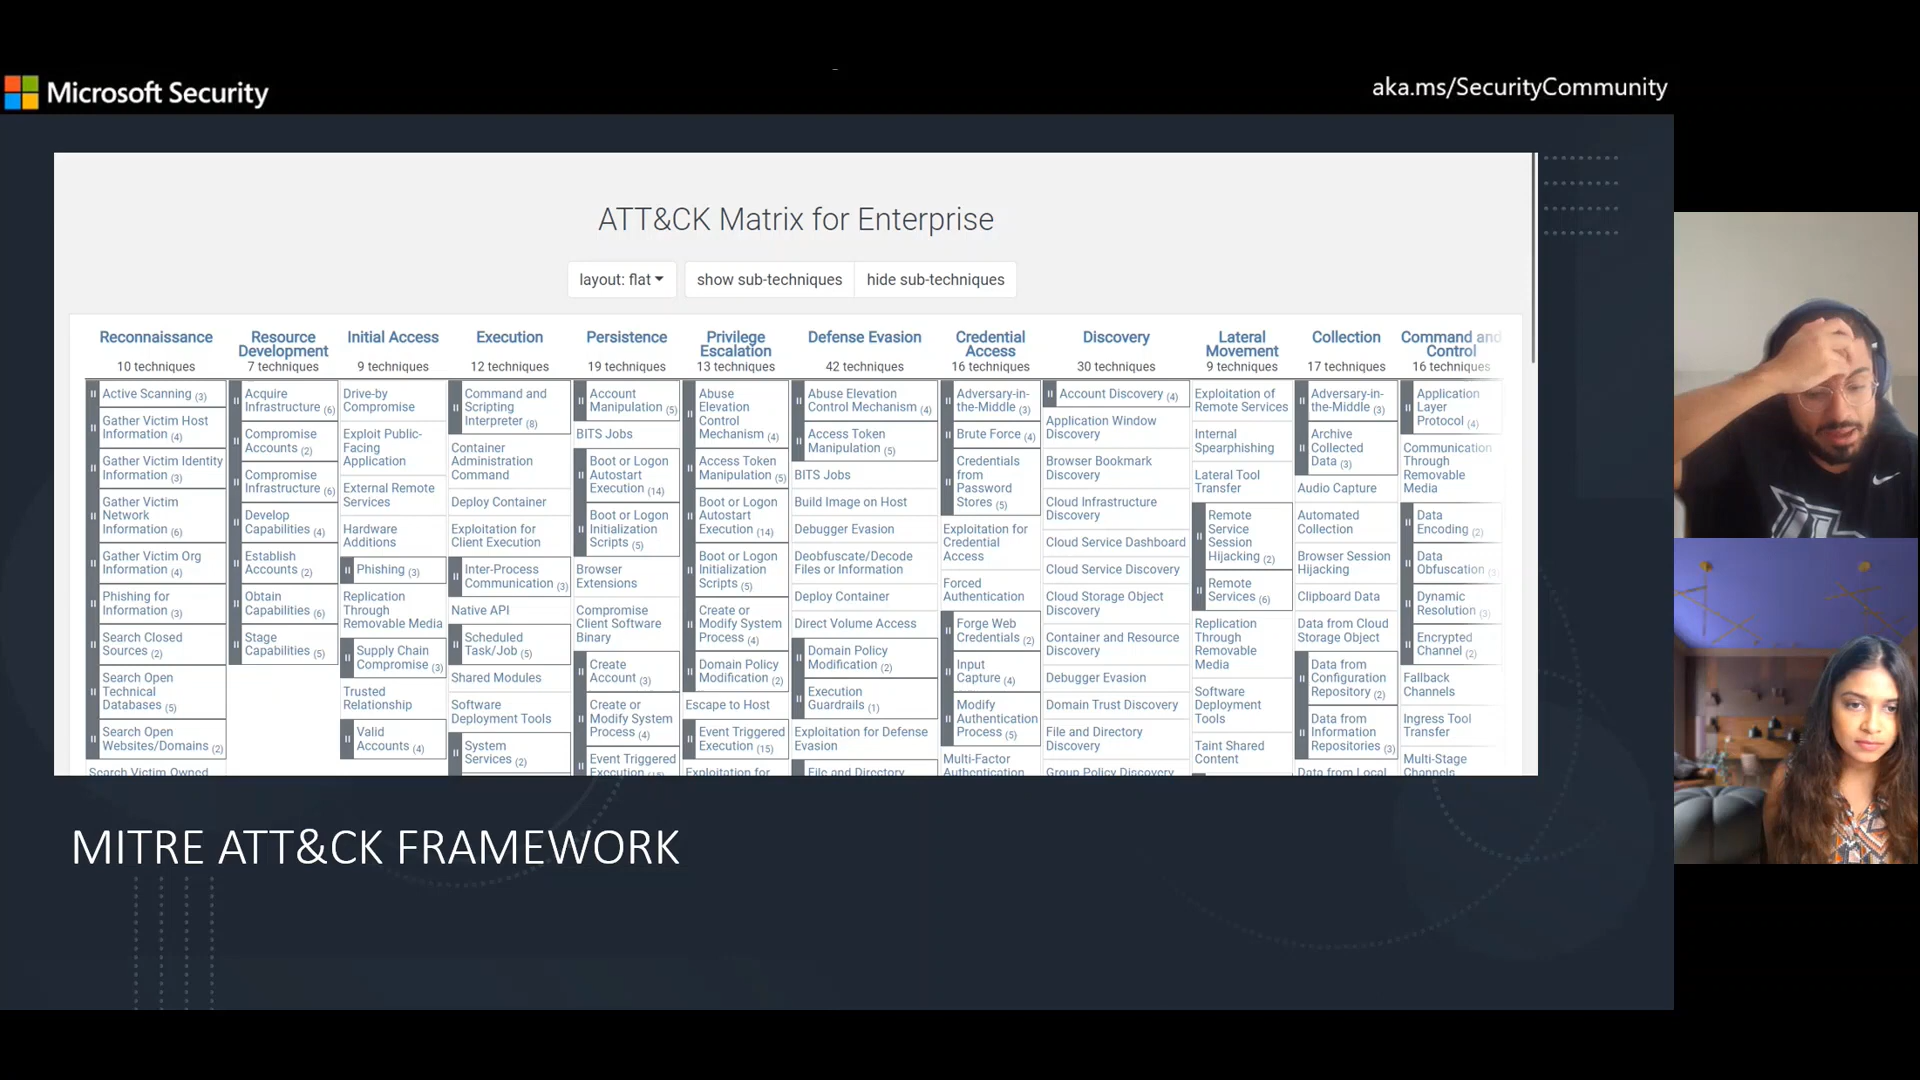 Microsoft Security
aka.ms/SecurityCommunity
ATT&CK Matrix for Enterprise
layout: flat
show sub-techniques
hide sub-techniques
Reconnaissance
10 techniques
Active Scanning (3)
Gather Victim Host
Information (4)
Gather Victim Identity
Information (3)
Gather Victim
Network
Information (6)
Gather Victim Org
Information (4)
Phishing for
Information (3)
Search Closed
Sources (2)
Search Open
Technical
Databases (5)
Search Open
Websites/Domains (2)
Search Victim Owned
Resource
Development
7 techniques
Acquire
Infrastructure (6)
Compromise
Accounts (2)
Compromise
Infrastructure (6)
Develop
Capabilities (4)
Establish
Accounts (2)
Obtain
Capabilities (6)
Stage
Capabilities (5)
Initial Access
9 techniques
Drive-by
Compromise
Exploit Public-
Facing
Application
External Remote
Services
Hardware
Additions
Phishing (3)
Replication
Through
Removable Media
Supply Chain
Compromise (3)
Trusted
Relationship
Valid
Accounts (4)
Execution
12 techniques
Command and
Scripting
Interpreter (8)
Container
Administration
Command
Deploy Container
Exploitation for
Client Execution
Inter-Process
Communication (3)
Native API
Scheduled
Task/Job (5)
Shared Modules
Software
Deployment Tools
System
Services (2)
Persistence
19 techniques
Account
Manipulation (5)
BITS Jobs
Boot or Logon
Autostart
Execution (14)
Boot or Logon
Initialization
Scripts (5)
Browser
Extensions
Compromise
Client Software
Binary
Create
Account (3)
Create or
Modify System
Process (4)
Event Triggered
Execution (15)
Privilege
Escalation
13 techniques
Abuse
Elevation
Control
Mechanism (4)
Access Token
Manipulation (5)
Boot or Logon
Autostart
Execution (14)
Boot or Logon
Initialization
Scripts (5)
Create or
Modify System
Process (4)
Domain Policy
Modification (2)
Escape to Host
Event Triggered
Execution (15)
Exploitation for
Defense Evasion
42 techniques
Abuse Elevation
Control Mechanism (4)
Access Token
Manipulation (5)
BITS Jobs
Build Image on Host
Debugger Evasion
Deobfuscate/Decode
Files or Information
Deploy Container
Direct Volume Access
Domain Policy
Modification (2)
Execution
Guardrails (1)
Exploitation for Defense
Evasion
File and Directory
Credential
Access
16 techniques
Adversary-in-
the-Middle (3)
Brute Force (4)
Credentials
from
Password
Stores (5)
Exploitation for
Credential
Access
Forced
Authentication
Forge Web
Credentials (2)
Input
Capture (4)
Modify
Authentication
Process (5)
Multi-Factor
Authentication
Discovery
30 techniques
Account Discovery (4)
Application Window
Discovery
Browser Bookmark
Discovery
Cloud Infrastructure
Discovery
Cloud Service Dashboard
Cloud Service Discovery
Cloud Storage Object
Discovery
Container and Resource
Discovery
Debugger Evasion
Domain Trust Discovery
File and Directory
Discovery
Group Policy Discovery
Lateral
Movement
9 techniques
Exploitation of
Remote Services
Internal
Spearphishing
Lateral Tool
Transfer
Remote
Service
Session
Hijacking (2)
Remote
Services (6)
Replication
Through
Removable
Media
Software
Deployment
Tools
Taint Shared
Content
Collection
17 techniques
Adversary-in-
the-Middle (3)
Archive
Collected
Data (3)
Audio Capture
Automated
Collection
Browser Session
Hijacking
Clipboard Data
Data from Cloud
Storage Object
Data from
Configuration
Repository (2)
Data from
Information
Repositories (3)
Data from Local
Command and
Control
16 techniques
Application
Layer
Protocol (4)
Communication
Through
Removable
Media
Data
Encoding (2)
Data
Obfuscation (3)
Dynamic
Resolution (3)
Encrypted
Channel (2)
Fallback
Channels
Ingress Tool
Transfer
Multi-Stage
Channels
MITRE ATT&CK FRAMEWORK